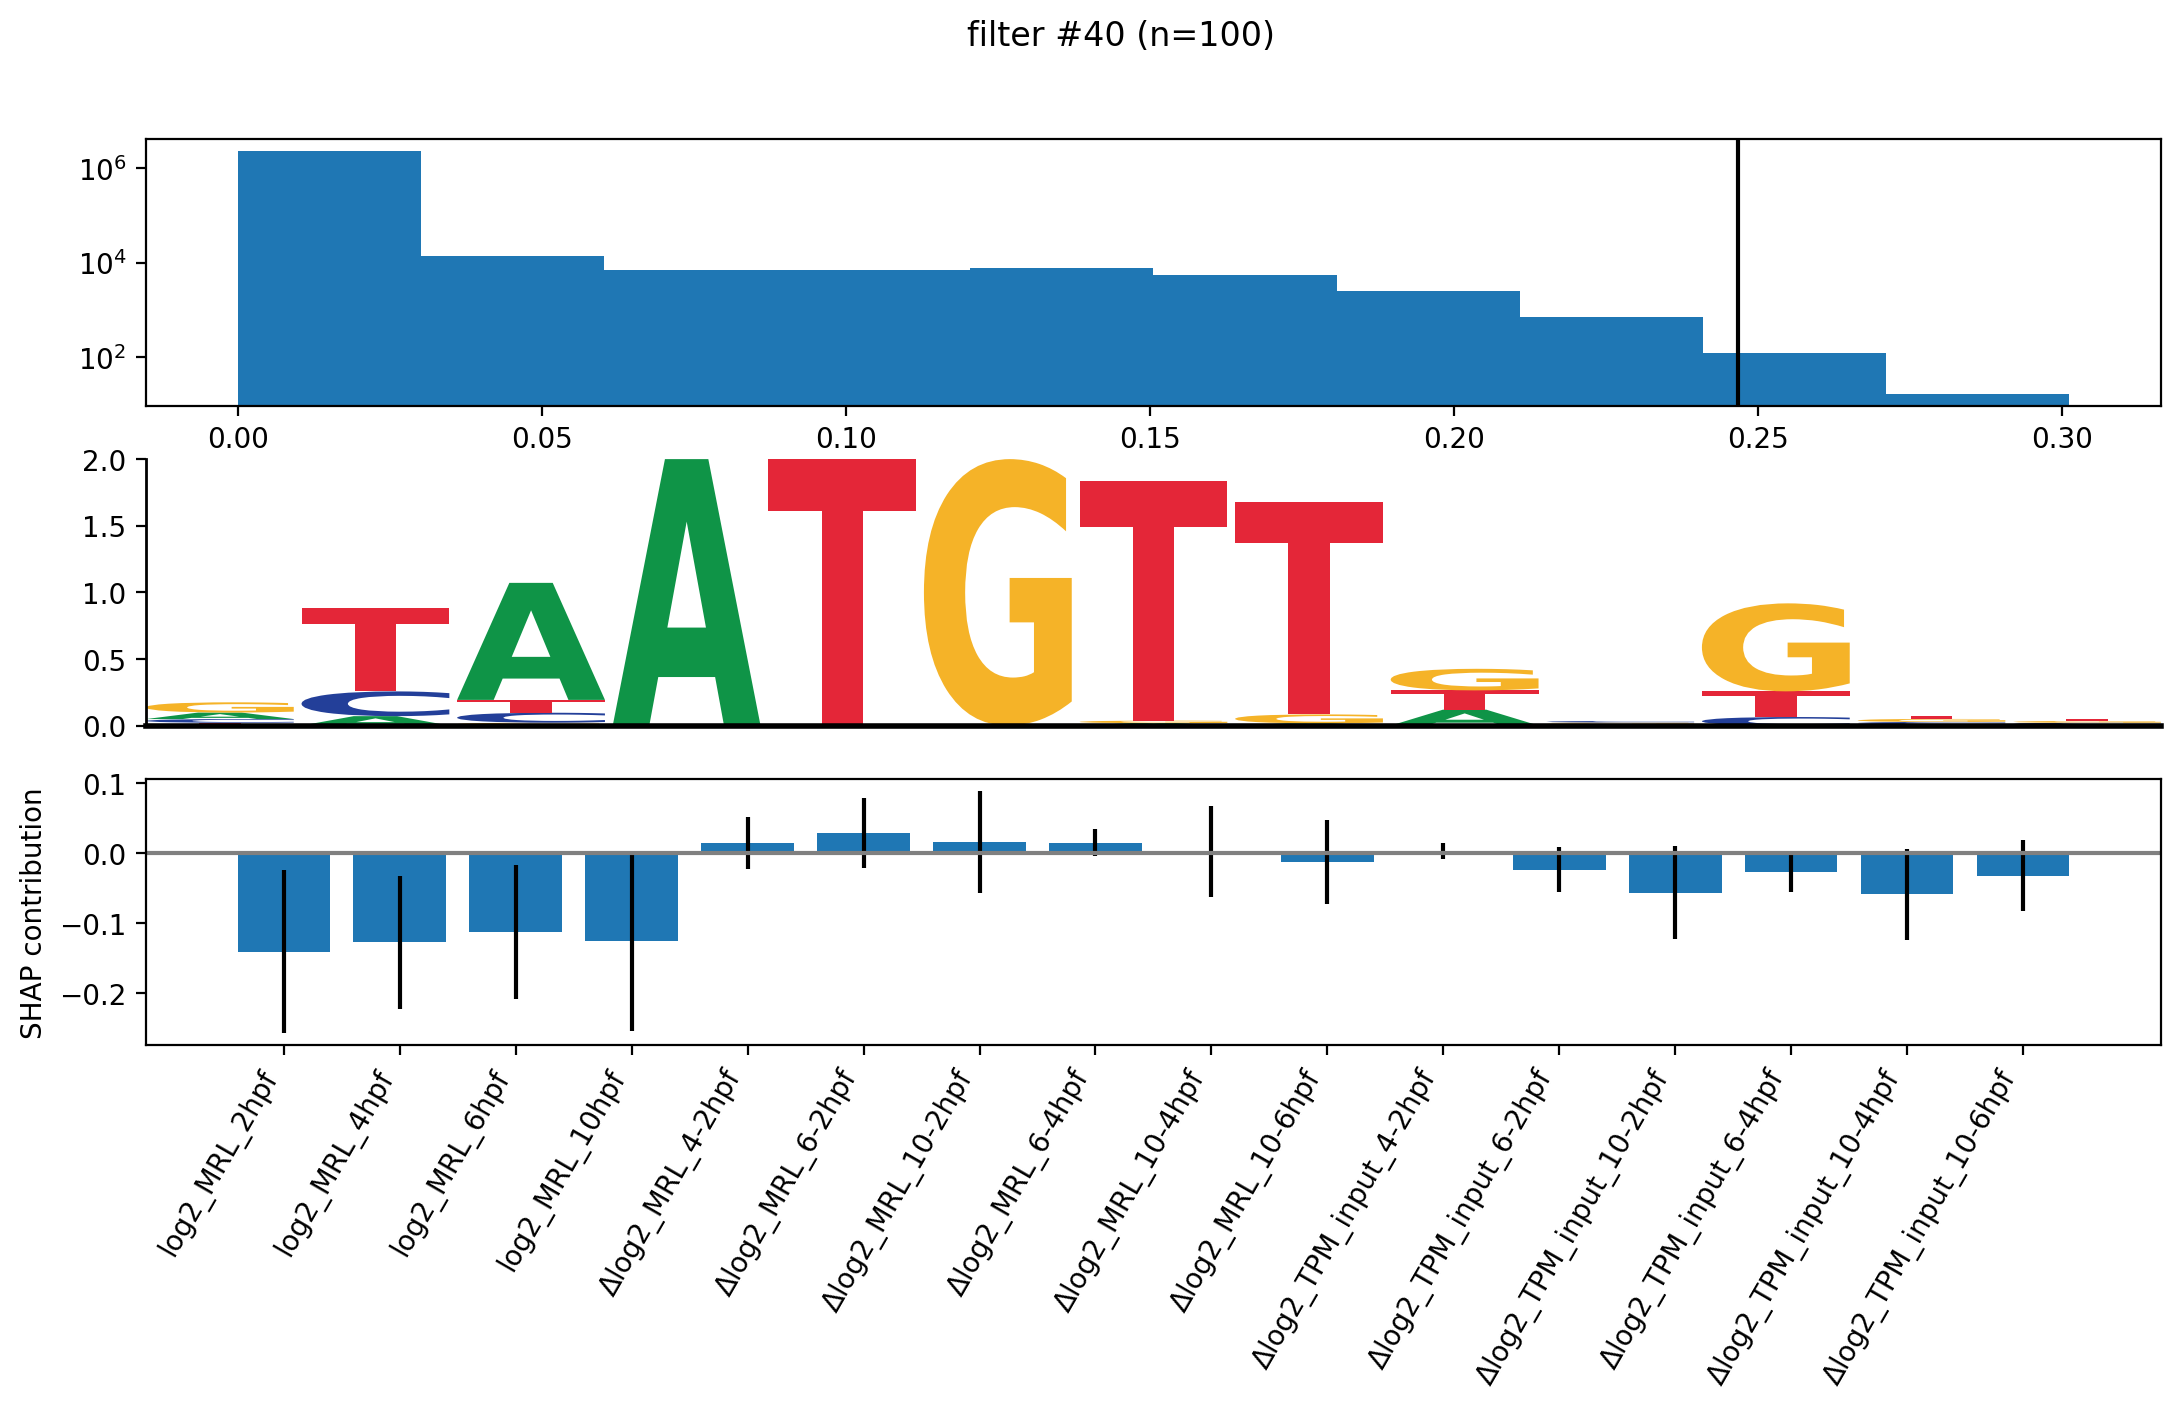 filter #40 (n=100)
10⁶
10⁴
10²
0.00 0.05 0.10 0.15 0.20 0.25 0.30
2.0
1.5
1.0
0.5
0.0
G T A A T G T T G G
C T G T T
A C A C
0.1
0.0
−0.1
−0.2
SHAP contribution
log2_MRL_2hpf
log2_MRL_4hpf
log2_MRL_6hpf
log2_MRL_10hpf
Δlog2_MRL_4-2hpf
Δlog2_MRL_6-2hpf
Δlog2_MRL_10-2hpf
Δlog2_MRL_6-4hpf
Δlog2_MRL_10-4hpf
Δlog2_MRL_10-6hpf
Δlog2_TPM_input_4-2hpf
Δlog2_TPM_input_6-2hpf
Δlog2_TPM_input_10-2hpf
Δlog2_TPM_input_6-4hpf
Δlog2_TPM_input_10-4hpf
Δlog2_TPM_input_10-6hpf